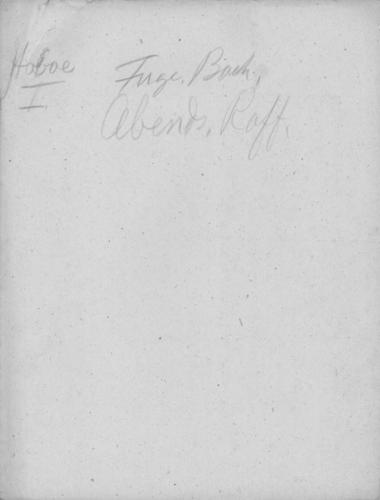 Hoboe
I
Fuge. Bach,
Abends. Raff.